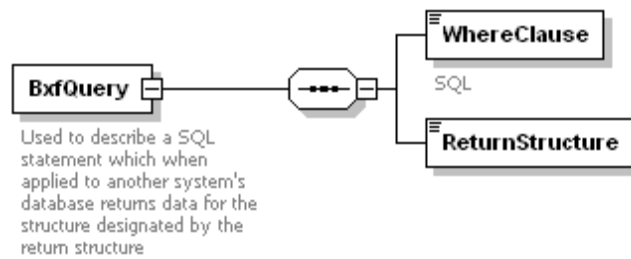 WhereClause
BxfQuery
SQL
Used to describe a SQL
statement which when
applied to another system's
database returns data for the
structure designated by the
return structure
ReturnStructure